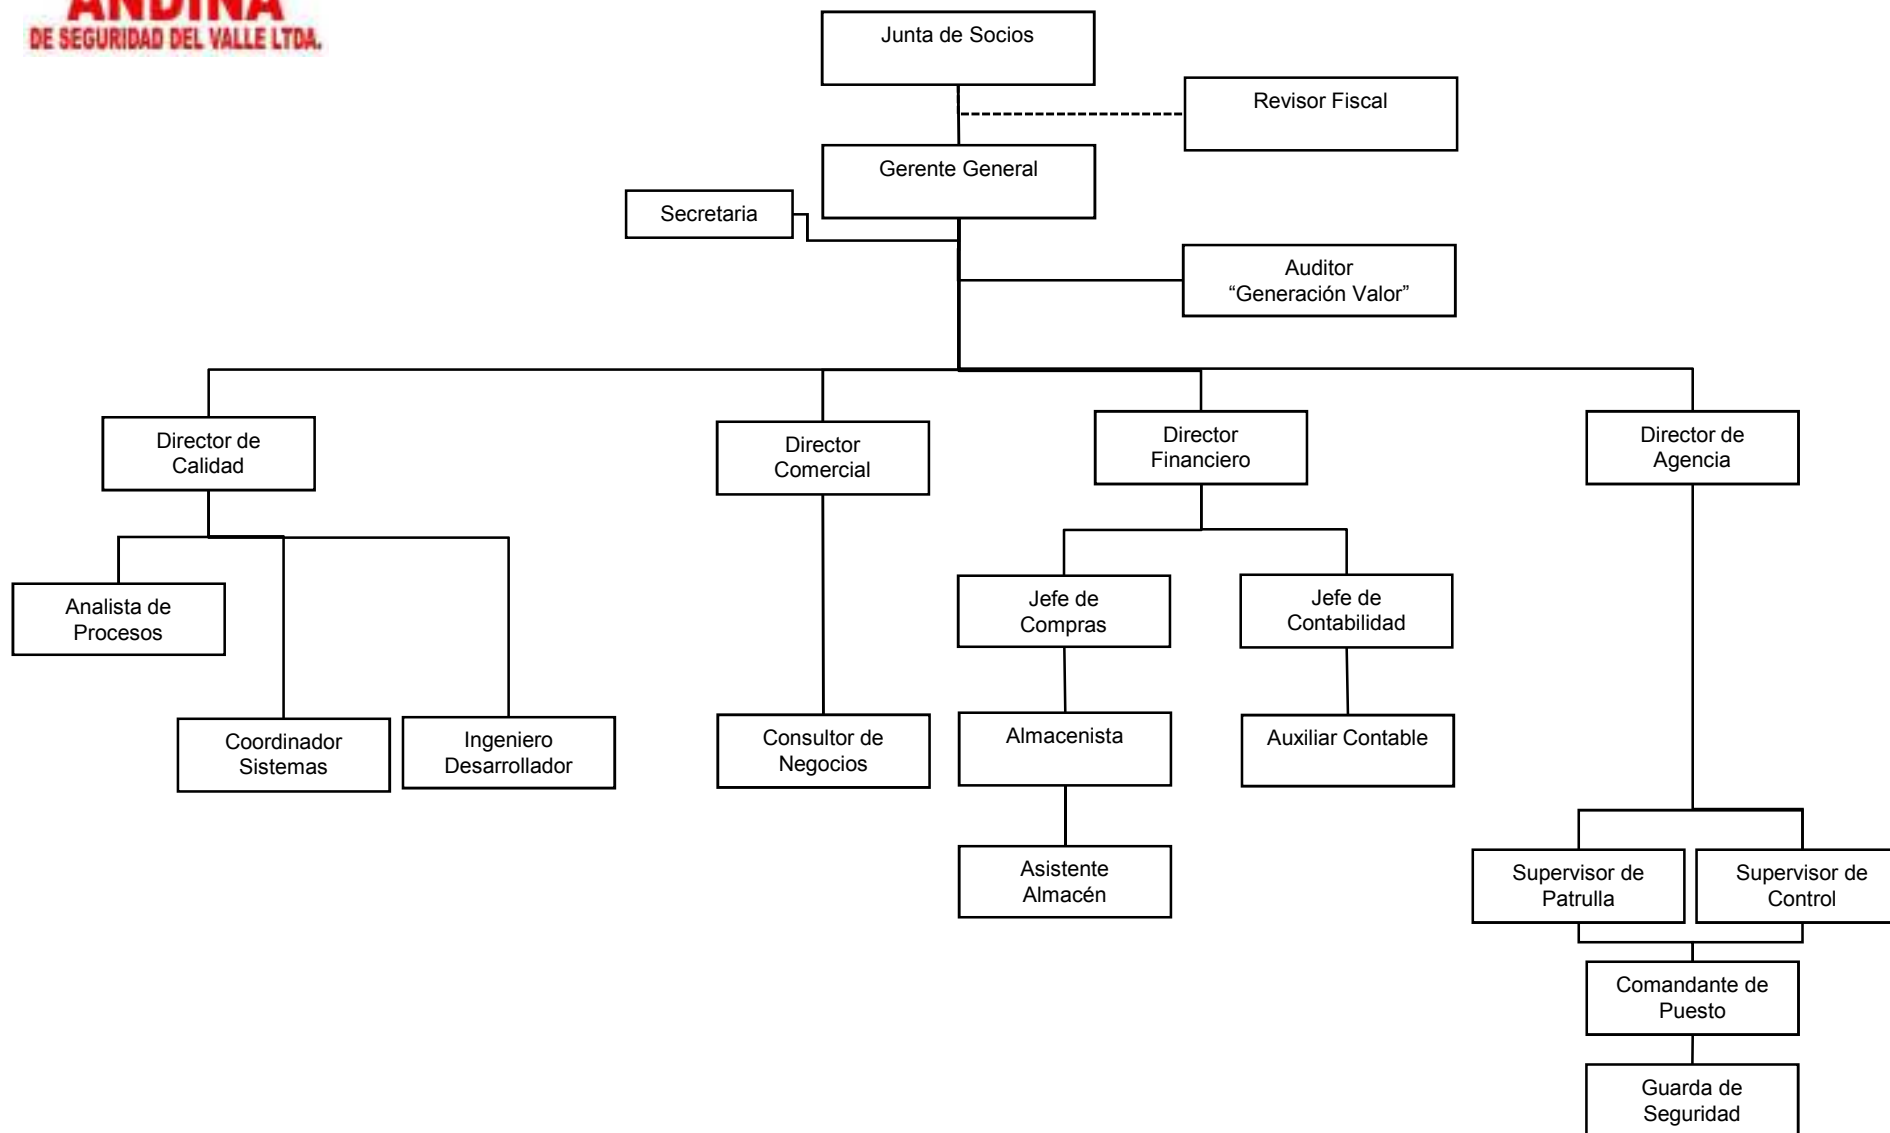 ANDINA
DE SEGURIDAD DEL VALLE LTDA.
Junta de Socios
Revisor Fiscal
Gerente General
Secretaria
Auditor
“Generación Valor”
Director de
Calidad
Director
Comercial
Director
Financiero
Director de
Agencia
Analista de
Procesos
Jefe de
Compras
Jefe de
Contabilidad
Coordinador
Sistemas
Ingeniero
Desarrollador
Consultor de
Negocios
Almacenista
Auxiliar Contable
Asistente
Almacén
Supervisor de
Patrulla
Supervisor de
Control
Comandante de
Puesto
Guarda de
Seguridad